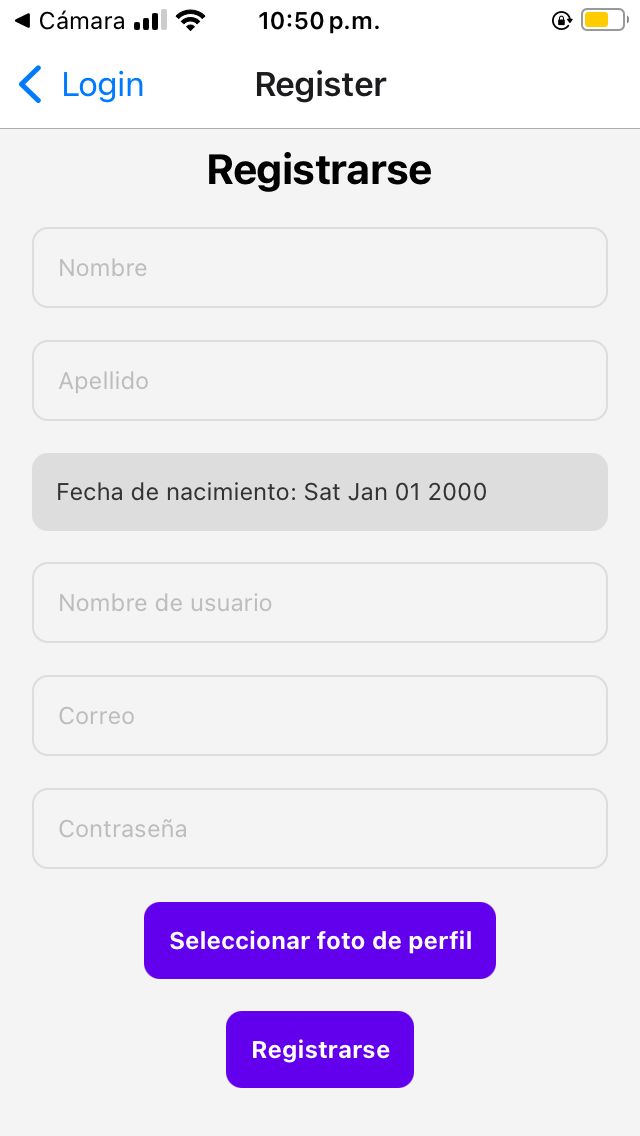 Cámara 10:50 p.m.
Login Register
Registrarse
Nombre
Apellido
Fecha de nacimiento: Sat Jan 01 2000
Nombre de usuario
Correo
Contraseña
Seleccionar foto de perfil
Registrarse